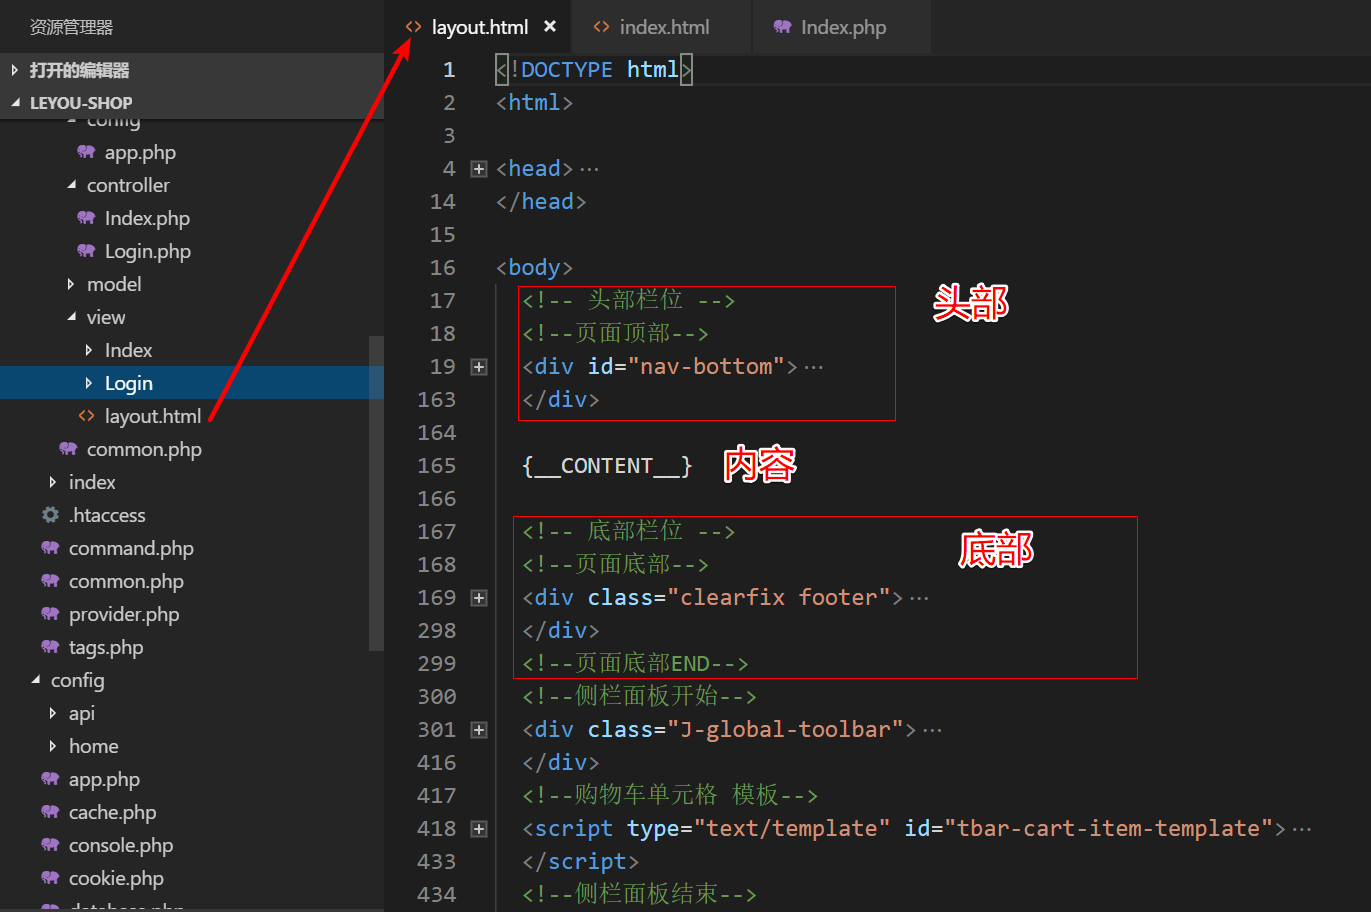 资源管理器
打开的编辑器
LEYOU-SHOP
config
app.php
controller
Index.php
Login.php
model
view
Index
Login
layout.html
common.php
index
.htaccess
command.php
common.php
provider.php
tags.php
config
api
home
app.php
cache.php
console.php
cookie.php
database.php
layout.html × index.html Index.php
1 <!DOCTYPE html>
2 <html>
3
4 <head>···
14 </head>
15
16 <body>
17 <!-- 头部栏位 -->
头部
18 <!--页面顶部-->
19 <div id="nav-bottom">···
163 </div>
164
165 {__CONTENT__} 内容
166
167 <!-- 底部栏位 -->
底部
168 <!--页面底部-->
169 <div class="clearfix footer">···
298 </div>
299 <!--页面底部END-->
300 <!--侧栏面板开始-->
301 <div class="J-global-toolbar">···
416 </div>
417 <!--购物车单元格 模板-->
418 <script type="text/template" id="tbar-cart-item-template">···
433 </script>
434 <!--侧栏面板结束-->